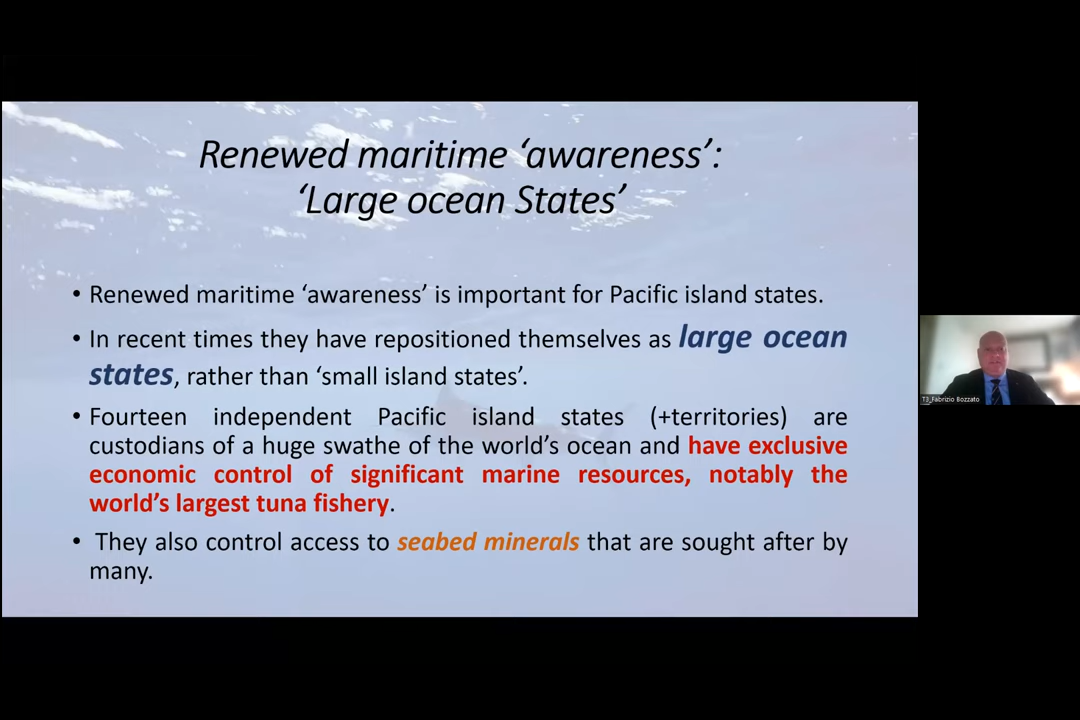 Renewed maritime ‘awareness’:
‘Large ocean States’
• Renewed maritime ‘awareness’ is important for Pacific island states.
• In recent times they have repositioned themselves as large ocean
states, rather than ‘small island states’.
• Fourteen independent Pacific island states (+territories) are
custodians of a huge swathe of the world’s ocean and have exclusive
economic control of significant marine resources, notably the
world’s largest tuna fishery.
• They also control access to seabed minerals that are sought after by
many.
T3_Fabrizio Bozzato